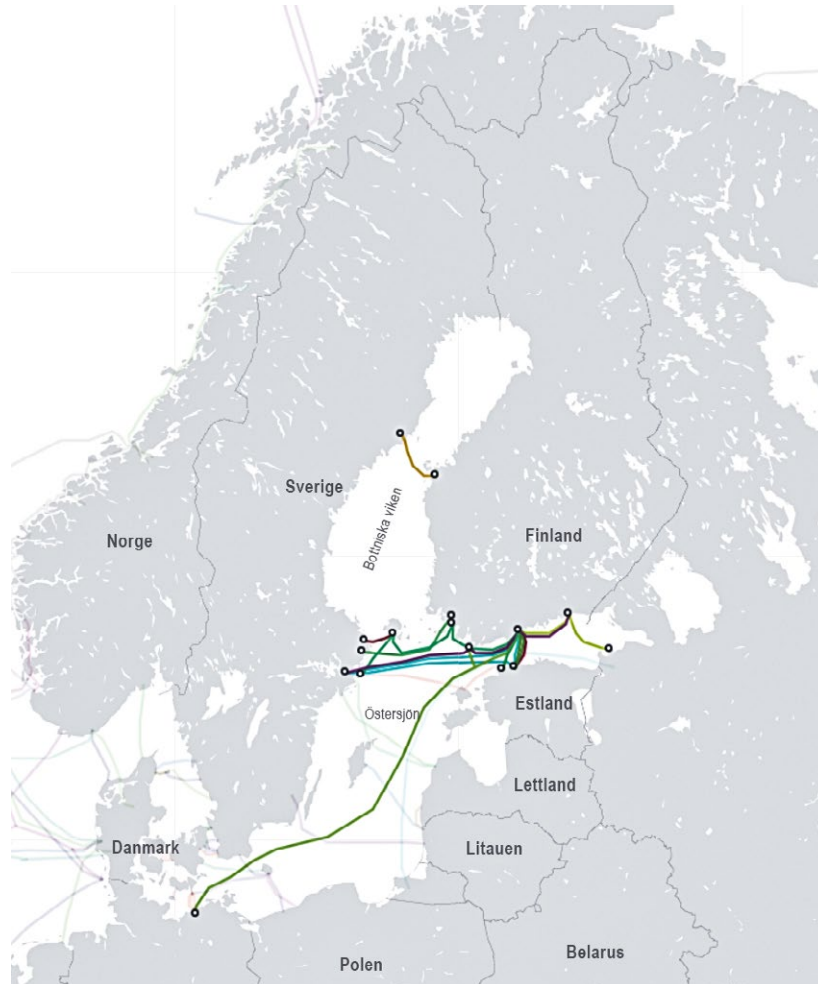 Sverige
Bottniska viken
Finland
Norge
Östersjön
Estland
Lettland
Danmark
Litauen
Belarus
Polen